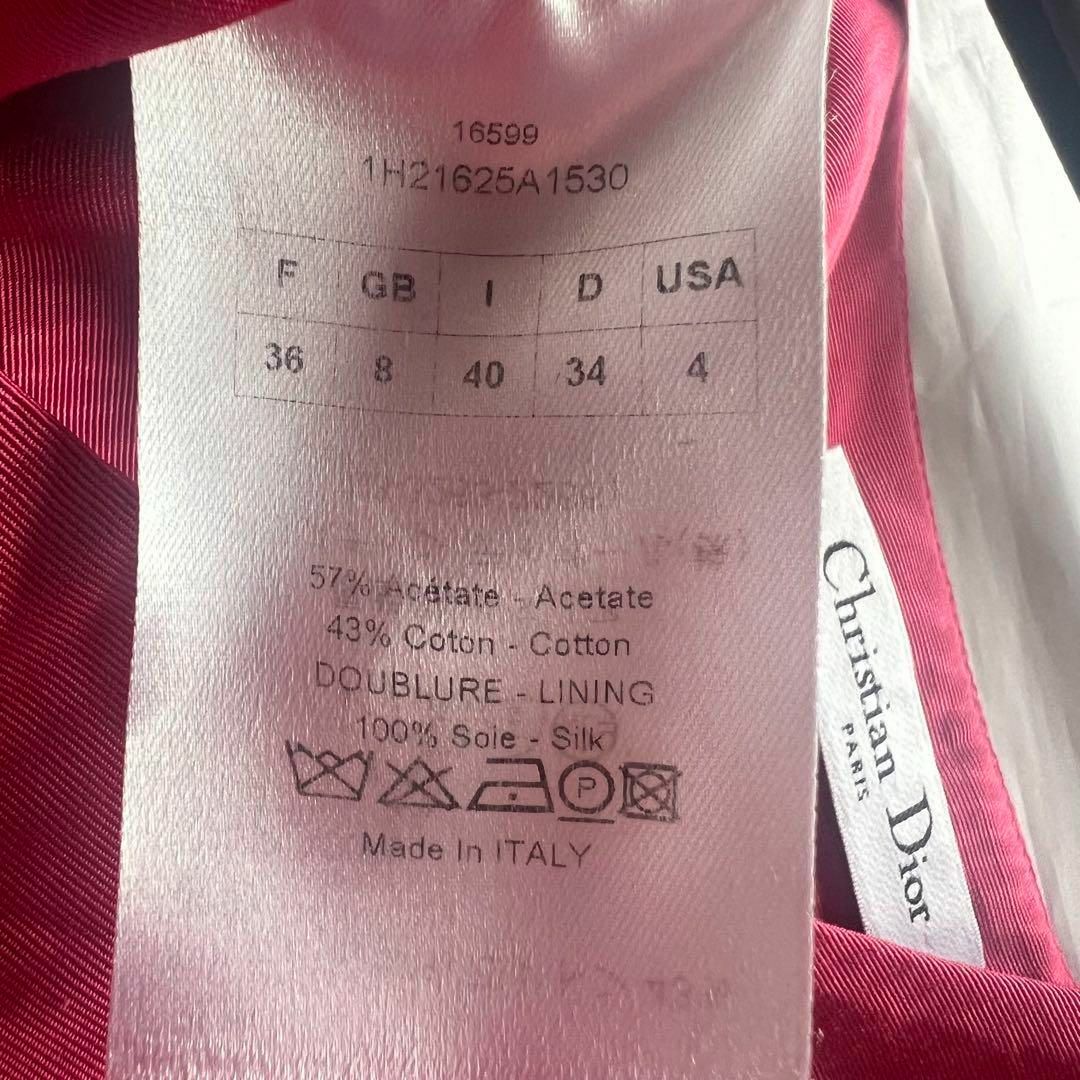 16599
1H21625A1530
F GB I D USA
36 8 40 34 4
57% Acétate - Acetate
43% Coton - Cotton
DOUBLURE - LINING
100% Soie - Silk
P
Made In ITALY
Christian Dior
PARIS